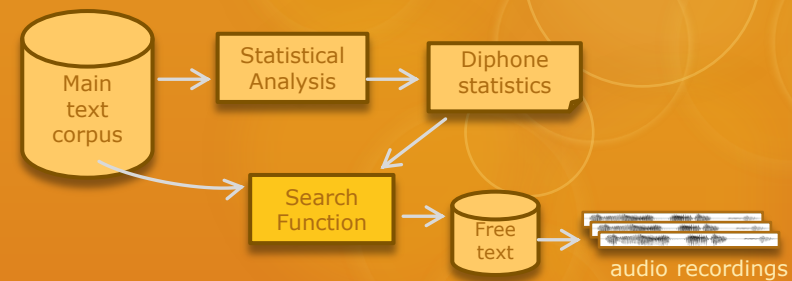 Main
text
corpus
Statistical
Analysis
Diphone
statistics
Search
Function
Free
text
audio recordings